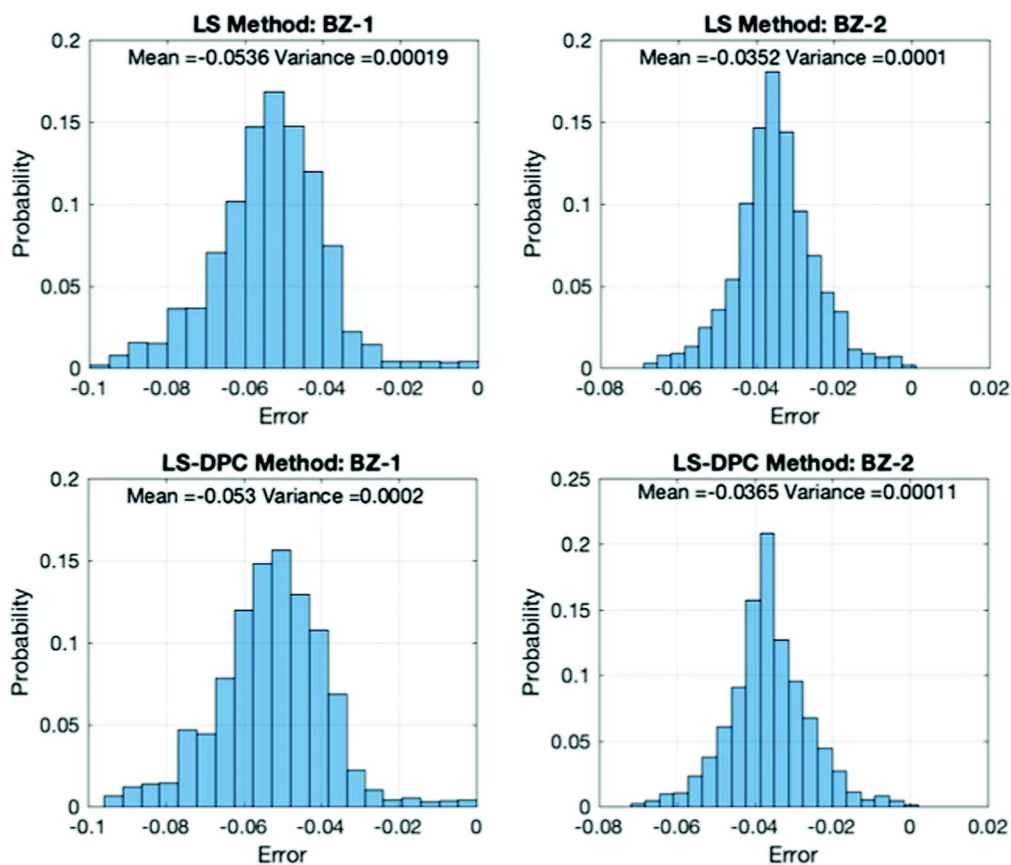 LS Method: BZ-1
Mean =-0.0536 Variance =0.00019
0.2
0.15
0.1
0.05
0
Probability
-0.1 -0.08 -0.06 -0.04 -0.02 0
Error
LS Method: BZ-2
Mean =-0.0352 Variance =0.0001
0.2
0.15
0.1
0.05
0
Probability
-0.08 -0.06 -0.04 -0.02 0 0.02
Error
LS-DPC Method: BZ-1
Mean =-0.053 Variance =0.0002
0.2
0.15
0.1
0.05
0
Probability
-0.1 -0.08 -0.06 -0.04 -0.02 0
Error
LS-DPC Method: BZ-2
Mean =-0.0365 Variance =0.00011
0.25
0.2
0.15
0.1
0.05
0
Probability
-0.08 -0.06 -0.04 -0.02 0 0.02
Error